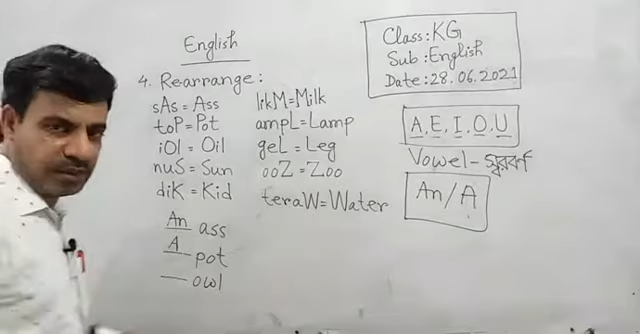 English
4. Rearrange:
sAs = Ass
toP = Pot
iOl = Oil
nuS = Sun
diK = Kid
likM = Milk
ampL = Lamp
geL = Leg
ooZ = Zoo
teraW = Water
An ass
A pot
— owl
Class: KG
Sub: English
Date: 28.06.2021
A, E, I, O, U
Vowel - স্বরবর্ণ
An/A